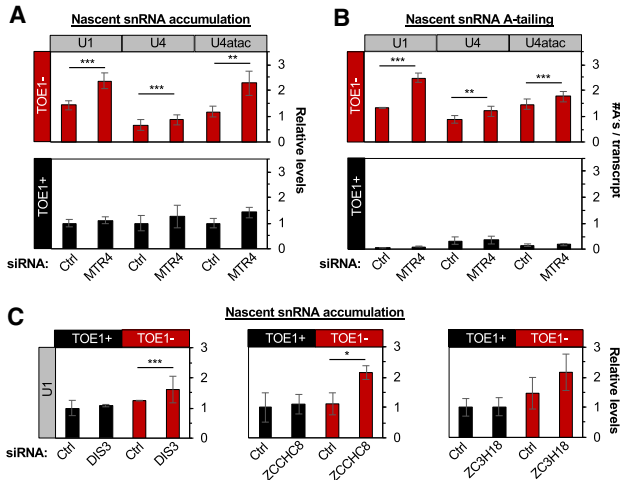 A
Nascent snRNA accumulation
U1 U4 U4atac
TOE1-
*** *** **
3
2
1
0
TOE1+
3
2
1
0
Relative levels
siRNA: Ctrl MTR4 Ctrl MTR4 Ctrl MTR4
B
Nascent snRNA A-tailing
U1 U4 U4atac
TOE1-
*** ** ***
3
2
1
0
TOE1+
3
2
1
0
#A's / transcript
siRNA: Ctrl MTR4 Ctrl MTR4 Ctrl MTR4
C
Nascent snRNA accumulation
TOE1+ TOE1-
U1
***
3
2
1
0
siRNA: Ctrl DIS3 Ctrl DIS3
TOE1+ TOE1-
*
3
2
1
0
Ctrl ZCCHC8 Ctrl ZCCHC8
TOE1+ TOE1-
3
2
1
0
Relative levels
Ctrl ZC3H18 Ctrl ZC3H18